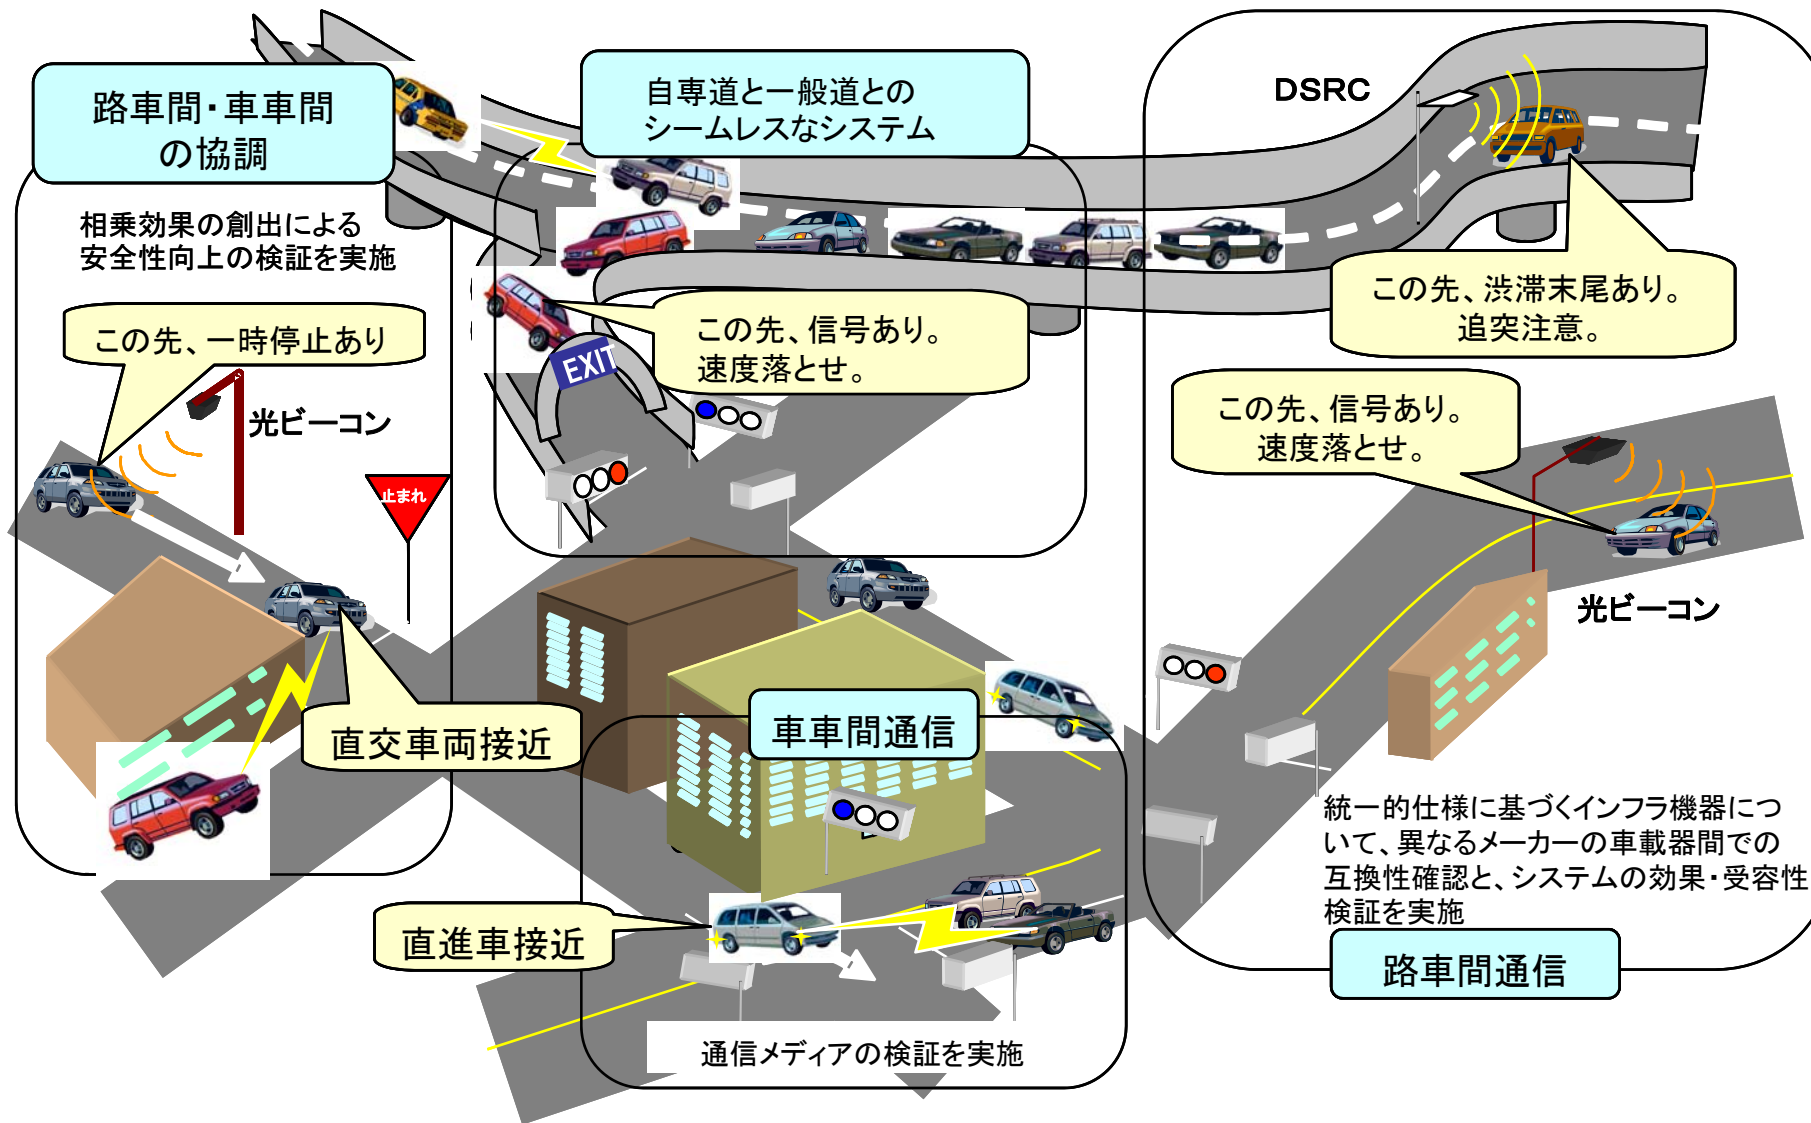 路車間・車車間
の協調
相乗効果の創出による
安全性向上の検証を実施
この先、一時停止あり
光ビーコン
止まれ
直交車両接近
自専道と一般道との
シームレスなシステム
この先、信号あり。
速度落とせ。
EXIT
DSRC
この先、渋滞末尾あり。
追突注意。
この先、信号あり。
速度落とせ。
光ビーコン
車車間通信
直進車接近
通信メディアの検証を実施
統一的仕様に基づくインフラ機器につ
いて、異なるメーカーの車載器間での
互換性確認と、システムの効果・受容性
検証を実施
路車間通信